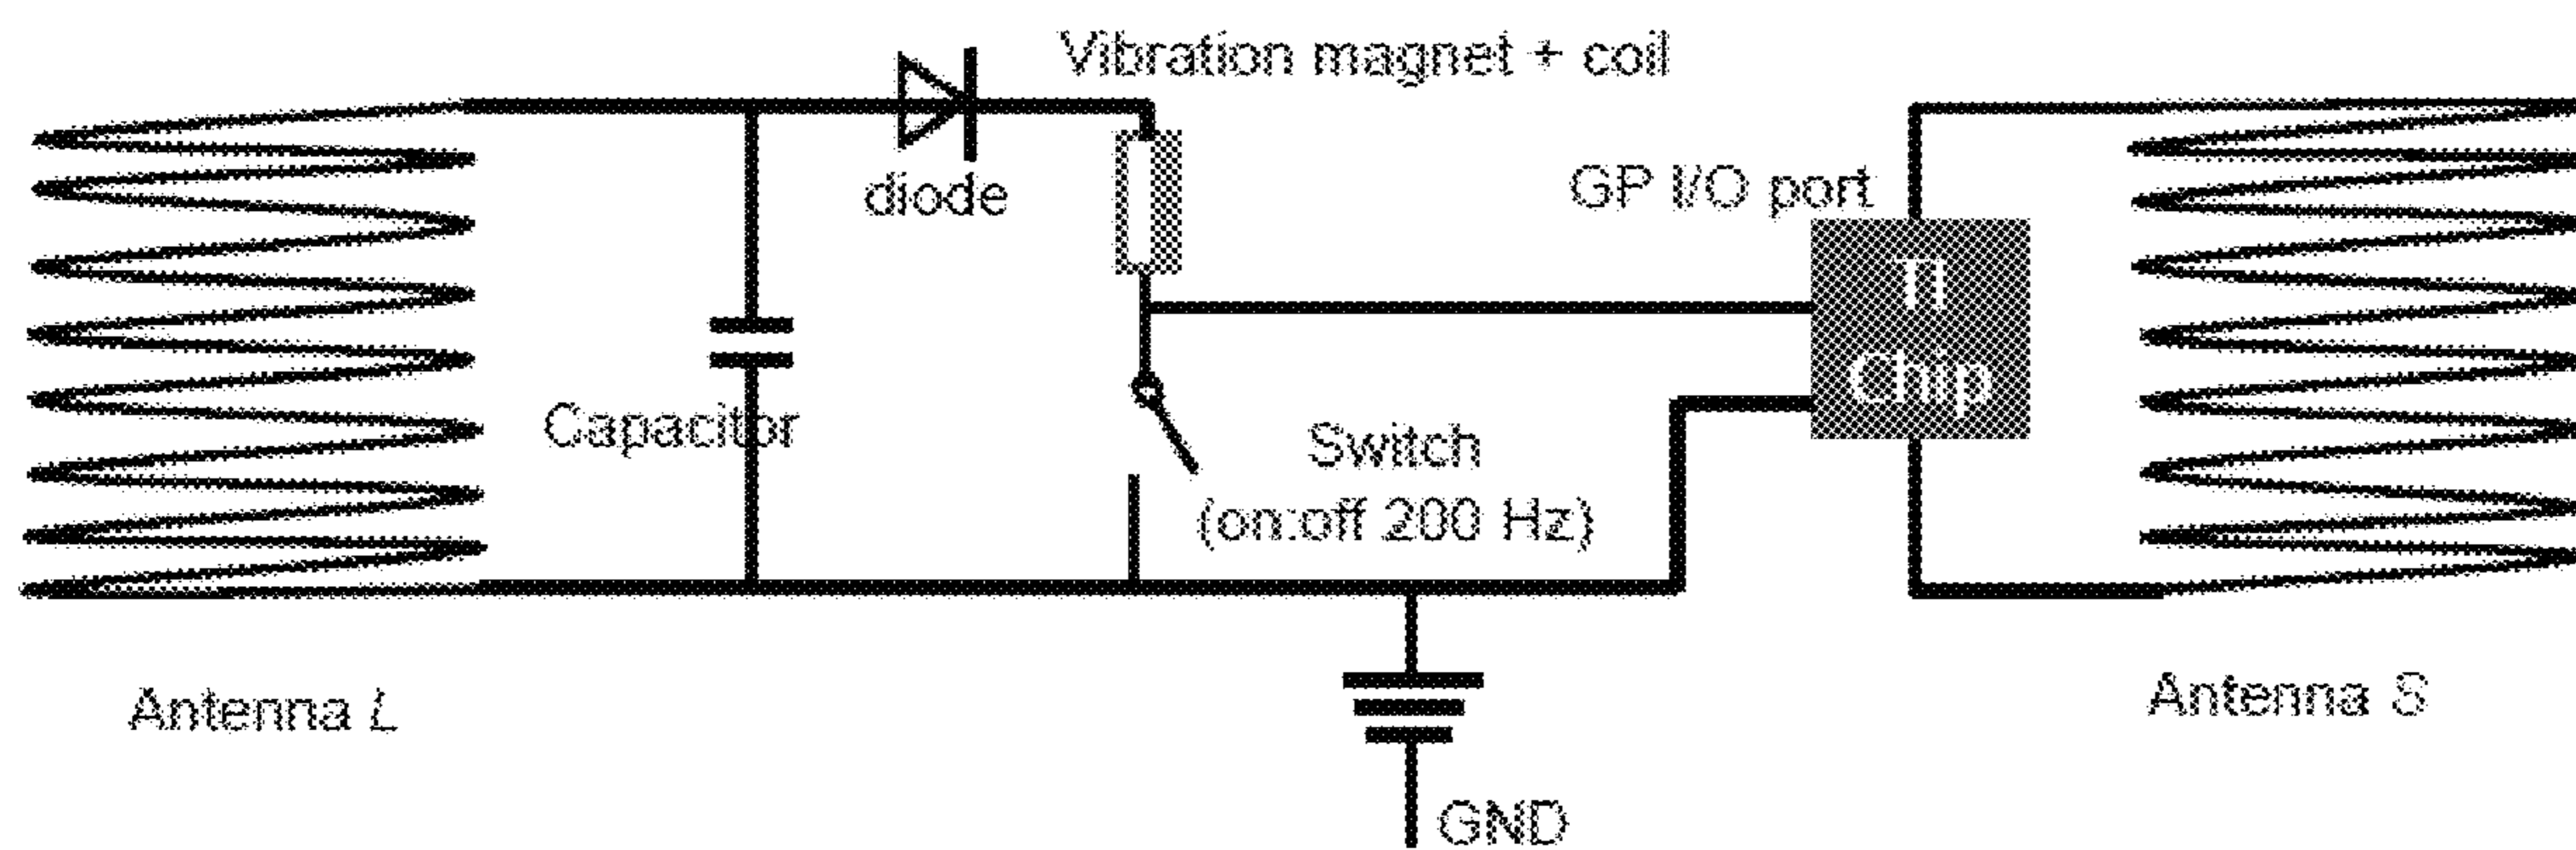 Vibration magnet + coil
diode
GP I/O port
TI
Chip
Capacitor
Switch
(on:off 200 Hz)
Antenna L
Antenna S
GND